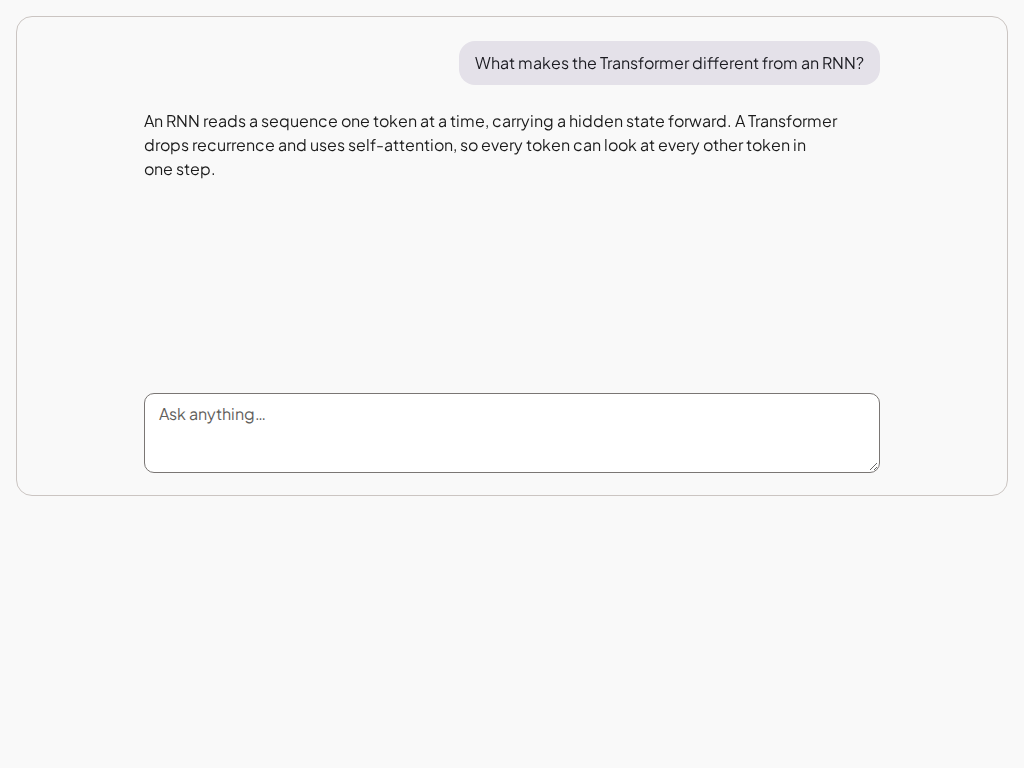 What makes the Transformer different from an RNN?
An RNN reads a sequence one token at a time, carrying a hidden state forward. A Transformer
drops recurrence and uses self-attention, so every token can look at every other token in
one step.
Ask anything…